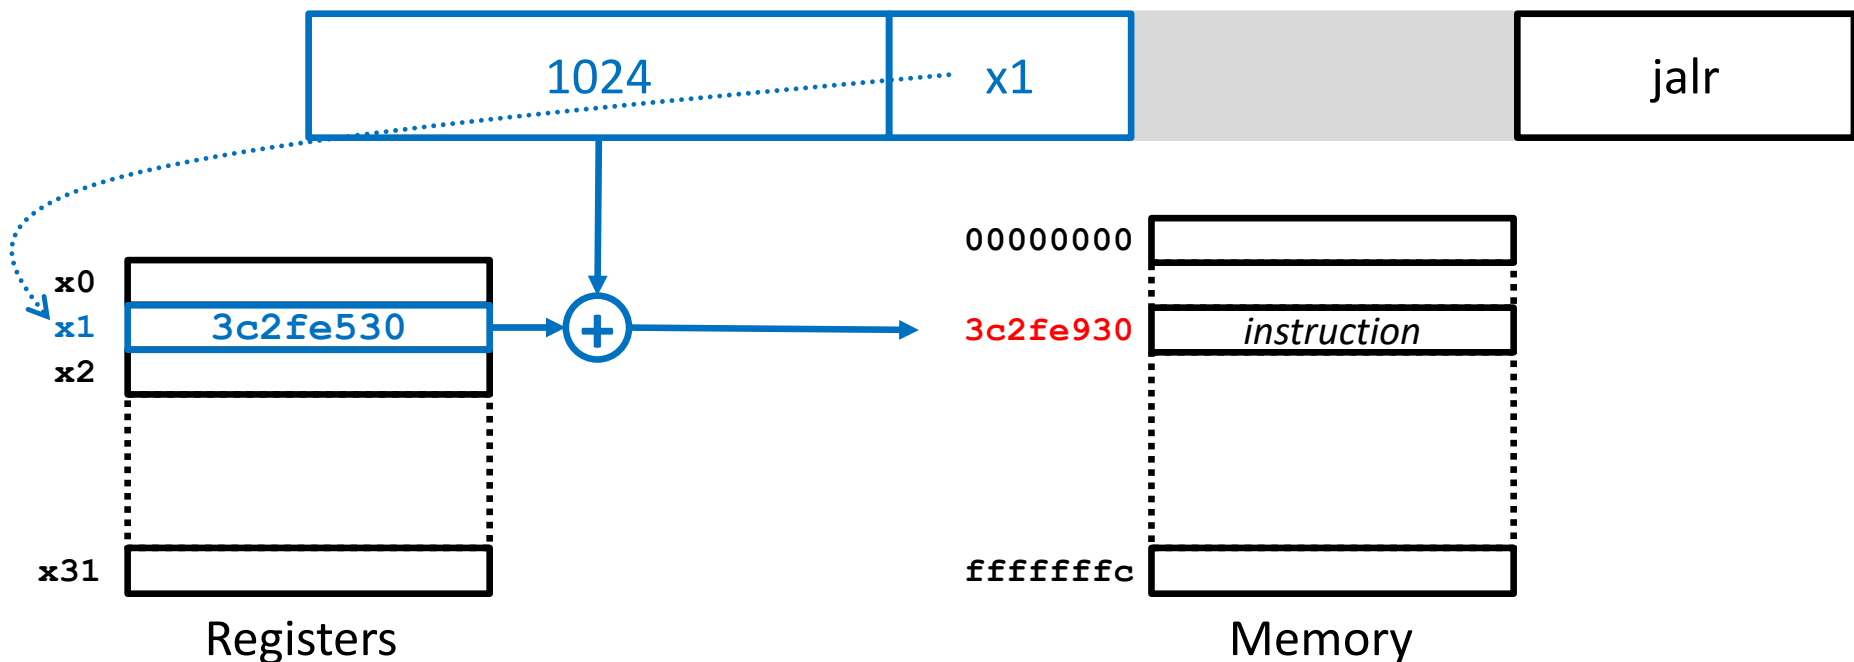 1024 x1 jalr
00000000
x0
x1 3c2fe530 + 3c2fe930 instruction
x2
x31 fffffffc
Registers Memory